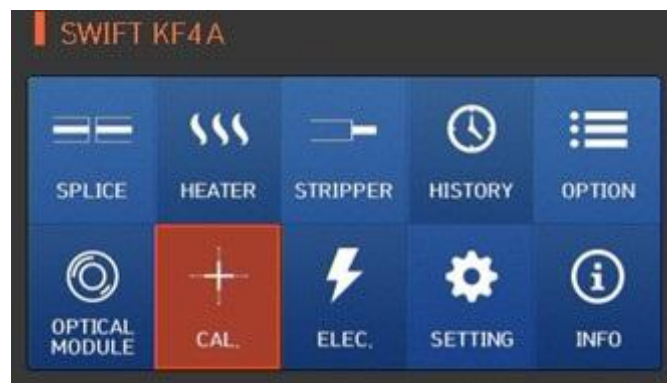 SWIFT KF4A
SPLICE
HEATER
STRIPPER
HISTORY
OPTION
OPTICAL
MODULE
CAL.
ELEC.
SETTING
INFO